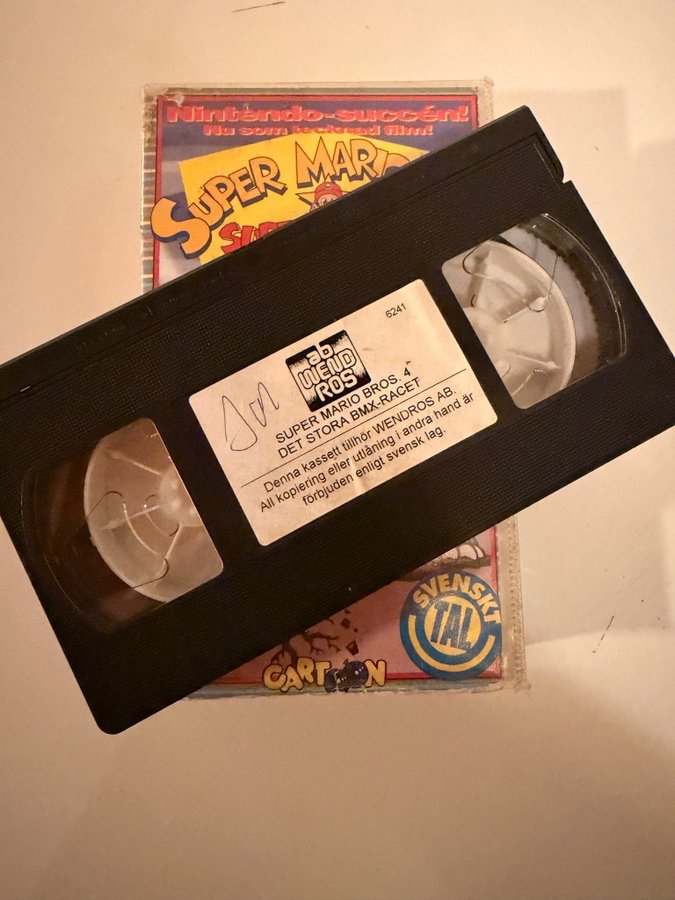 Nintendo-succén!
Nu som tecknad film!
SUPER MARIO
6241
ab
WEND
ROS
SUPER MARIO BROS. 4
DET STORA BMX-RACET
Denna kassett tillhör WENDROS AB.
All kopiering eller utlåning i andra hand är
förbjuden enligt svensk lag.
SVENSKT
TAL
CARTOON